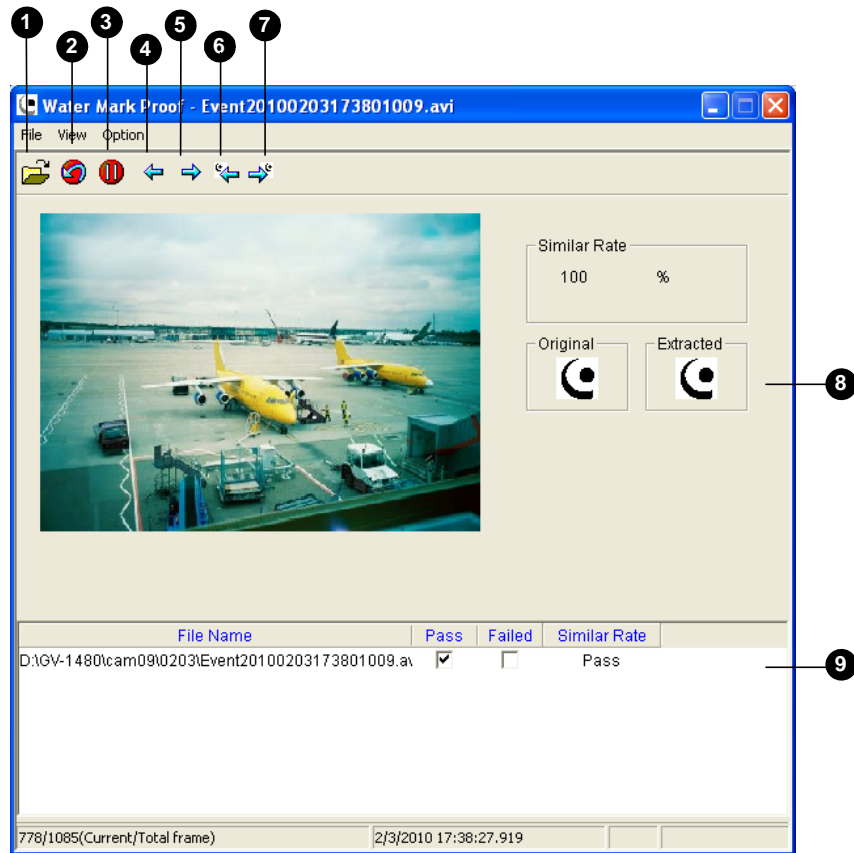 1 2 3 4 5 6 7
Water Mark Proof - Event20100203173801009.avi
File View Option
Similar Rate
100 %
Original Extracted
8
File Name Pass Failed Similar Rate
D:\GV-1480\cam09\0203\Event20100203173801009.av Pass
9
778/1085(Current/Total frame) 2/3/2010 17:38:27.919